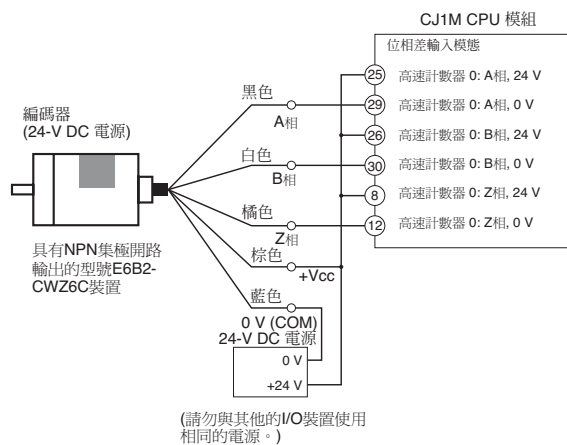 CJ1M CPU 模組
位相差輸入模態
25 高速計數器 0: A相, 24 V
29 高速計數器 0: A相, 0 V
26 高速計數器 0: B相, 24 V
30 高速計數器 0: B相, 0 V
8 高速計數器 0: Z相, 24 V
12 高速計數器 0: Z相, 0 V
編碼器
(24-V DC 電源)
黑色
A相
白色
B相
橘色
Z相
棕色
+Vcc
藍色
0 V (COM)
具有NPN集極開路
輸出的型號E6B2-
CWZ6C裝置
24-V DC 電源
0 V
+24 V
(請勿與其他的I/O裝置使用
相同的電源。)